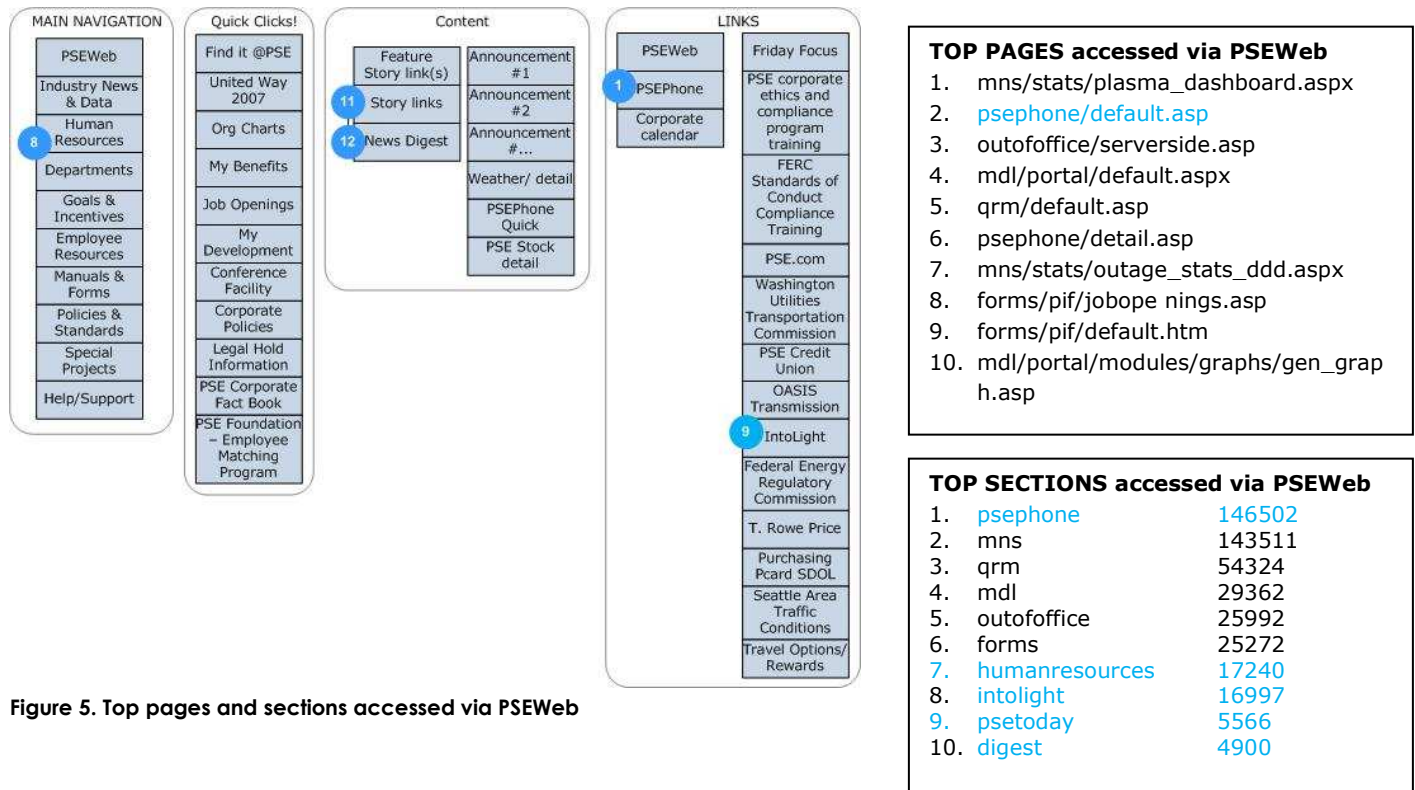 MAIN NAVIGATION
PSEWeb
Industry News
& Data
8
Human
Resources
Departments
Goals &
Incentives
Employee
Resources
Manuals &
Forms
Policies &
Standards
Special
Projects
Help/Support
Quick Clicks!
Find it @PSE
United Way
2007
Org Charts
My Benefits
Job Openings
My
Development
Conference
Facility
Corporate
Policies
Legal Hold
Information
PSE Corporate
Fact Book
PSE Foundation
– Employee
Matching
Program
Content
Feature
Story link(s)
11
Story links
12
News Digest
Announcement
#1
Announcement
#2
Announcement
#...
Weather/ detail
PSEPhone
Quick
PSE Stock
detail
LINKS
PSEWeb
1
PSEPhone
Corporate
calendar
Friday Focus
PSE corporate
ethics and
compliance
program
training
FERC
Standards of
Conduct
Compliance
Training
PSE.com
Washington
Utilities
Transportation
Commission
PSE Credit
Union
OASIS
Transmission
9
IntoLight
Federal Energy
Regulatory
Commission
T. Rowe Price
Purchasing
Pcard SDOL
Seattle Area
Traffic
Conditions
Travel Options/
Rewards
Figure 5. Top pages and sections accessed via PSEWeb
TOP PAGES accessed via PSEWeb
1. mns/stats/plasma_dashboard.aspx
2. psephone/default.asp
3. outofoffice/serverside.asp
4. mdl/portal/default.aspx
5. qrm/default.asp
6. psephone/detail.asp
7. mns/stats/outage_stats_ddd.aspx
8. forms/pif/jobope nings.asp
9. forms/pif/default.htm
10. mdl/portal/modules/graphs/gen_grap
h.asp
TOP SECTIONS accessed via PSEWeb
1. psephone 146502
2. mns 143511
3. qrm 54324
4. mdl 29362
5. outofoffice 25992
6. forms 25272
7. humanresources 17240
8. intolight 16997
9. psetoday 5566
10. digest 4900